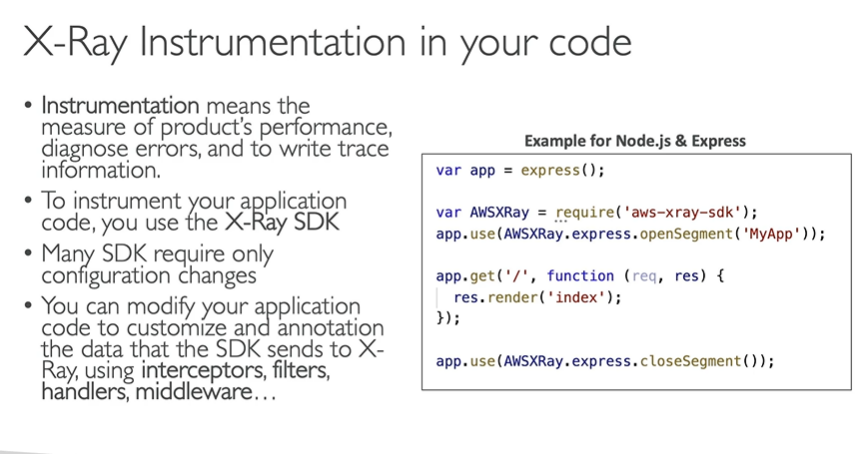 X-Ray Instrumentation in your code
• Instrumentation means the
measure of product's performance,
diagnose errors, and to write trace
information.
• To instrument your application
code, you use the X-Ray SDK
• Many SDK require only
configuration changes
• You can modify your application
code to customize and annotation
the data that the SDK sends to X-
Ray, using interceptors, filters,
handlers, middleware…
Example for Node.js & Express
var app = express();
var AWSXRay = require('aws-xray-sdk');
app.use(AWSXRay.express.openSegment('MyApp'));
app.get('/', function (req, res) {
  res.render('index');
});
app.use(AWSXRay.express.closeSegment());